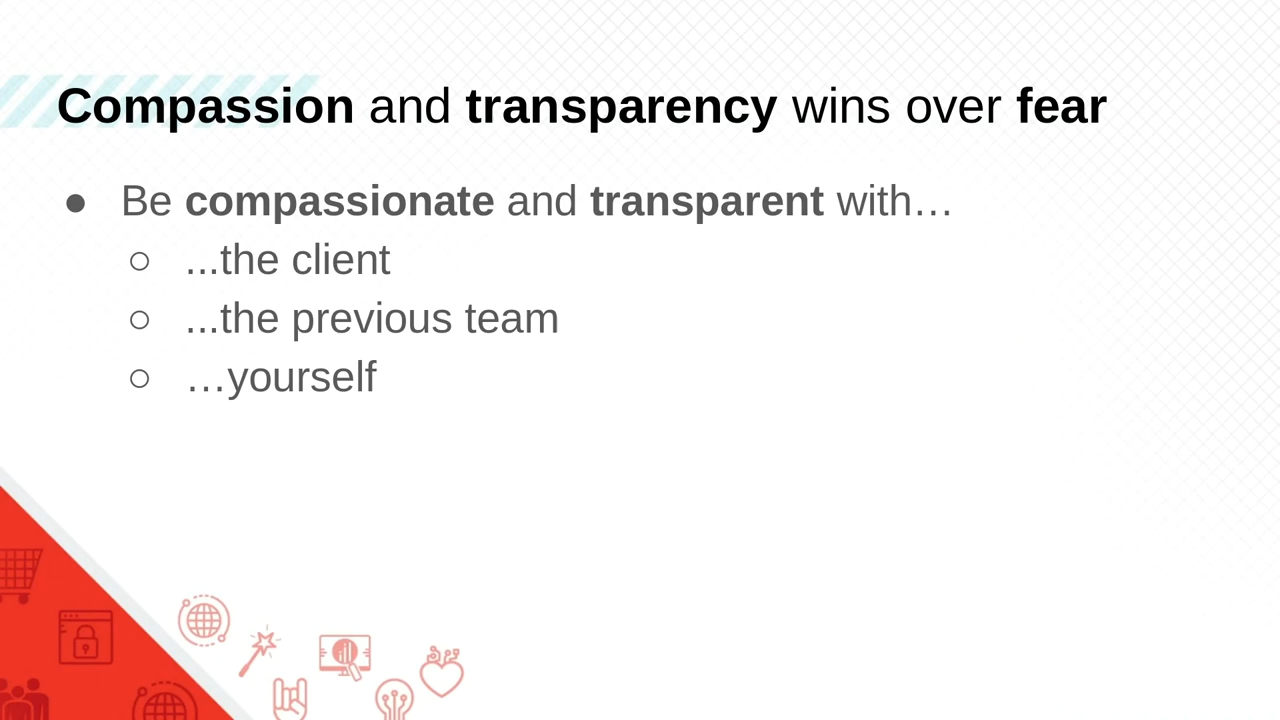 Compassion and transparency wins over fear
● Be compassionate and transparent with…
○ ...the client
○ ...the previous team
○ …yourself